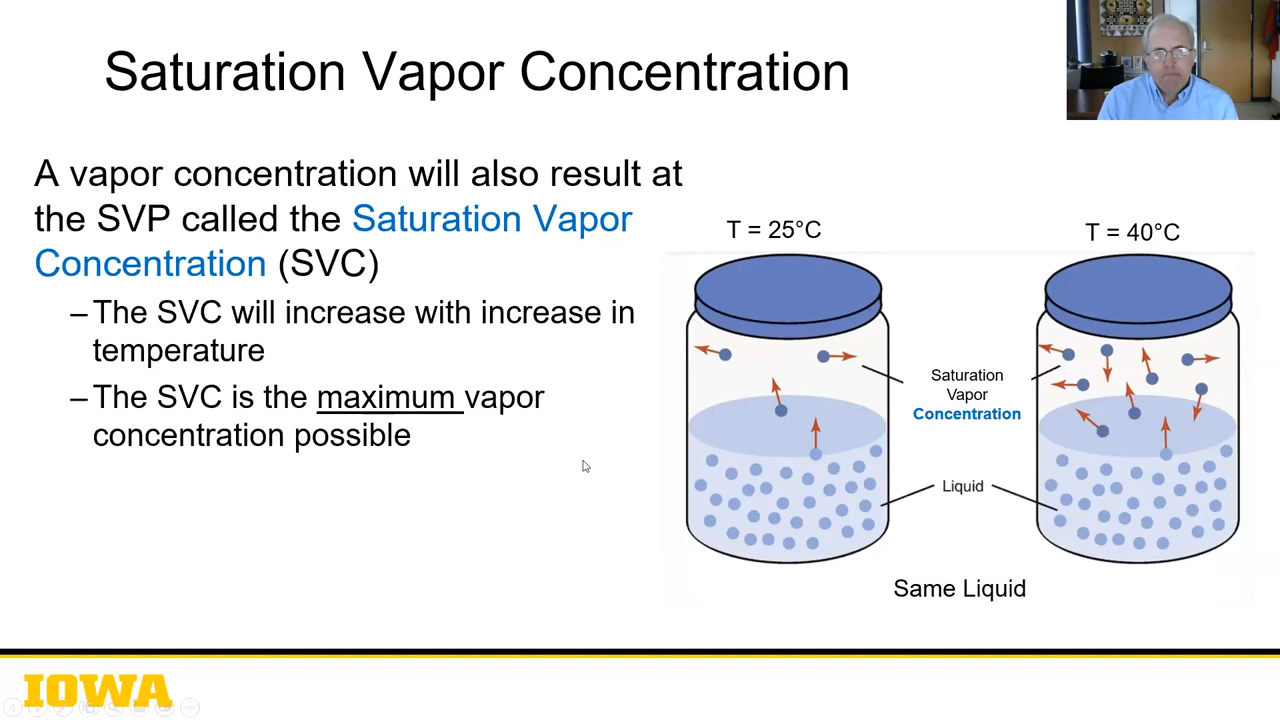 Saturation Vapor Concentration
A vapor concentration will also result at
the SVP called the Saturation Vapor
Concentration (SVC)
– The SVC will increase with increase in
temperature
– The SVC is the maximum vapor
concentration possible
T = 25°C
T = 40°C
Saturation
Vapor
Concentration
Liquid
Same Liquid
IOWA